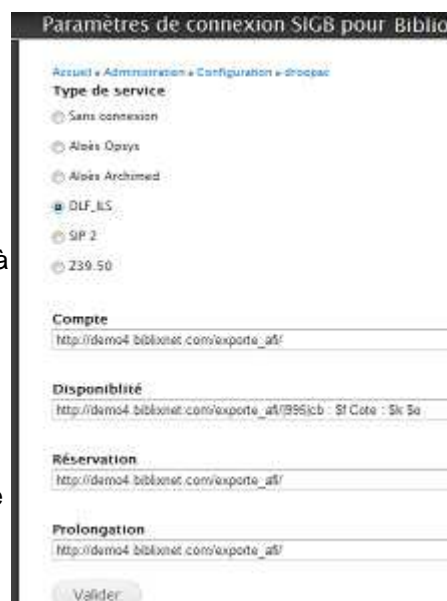 Paramètres de connexion SIGB pour Biblio
Accueil » Administration » Configuration » droopac
Type de service
Sans connexion
Aloès Opsys
Aloès Archimed
DLF_ILS
SIP 2
à
Z39.50
Compte
http://demo4.biblixnet.com/exporte_afi/
Disponiblité
http://demo4.biblixnet.com/exporte_afi/|995|cb : $f Cote : $k $e
Réservation
http://demo4.biblixnet.com/exporte_afi/
e
Prolongation
http://demo4.biblixnet.com/exporte_afi/
Valider